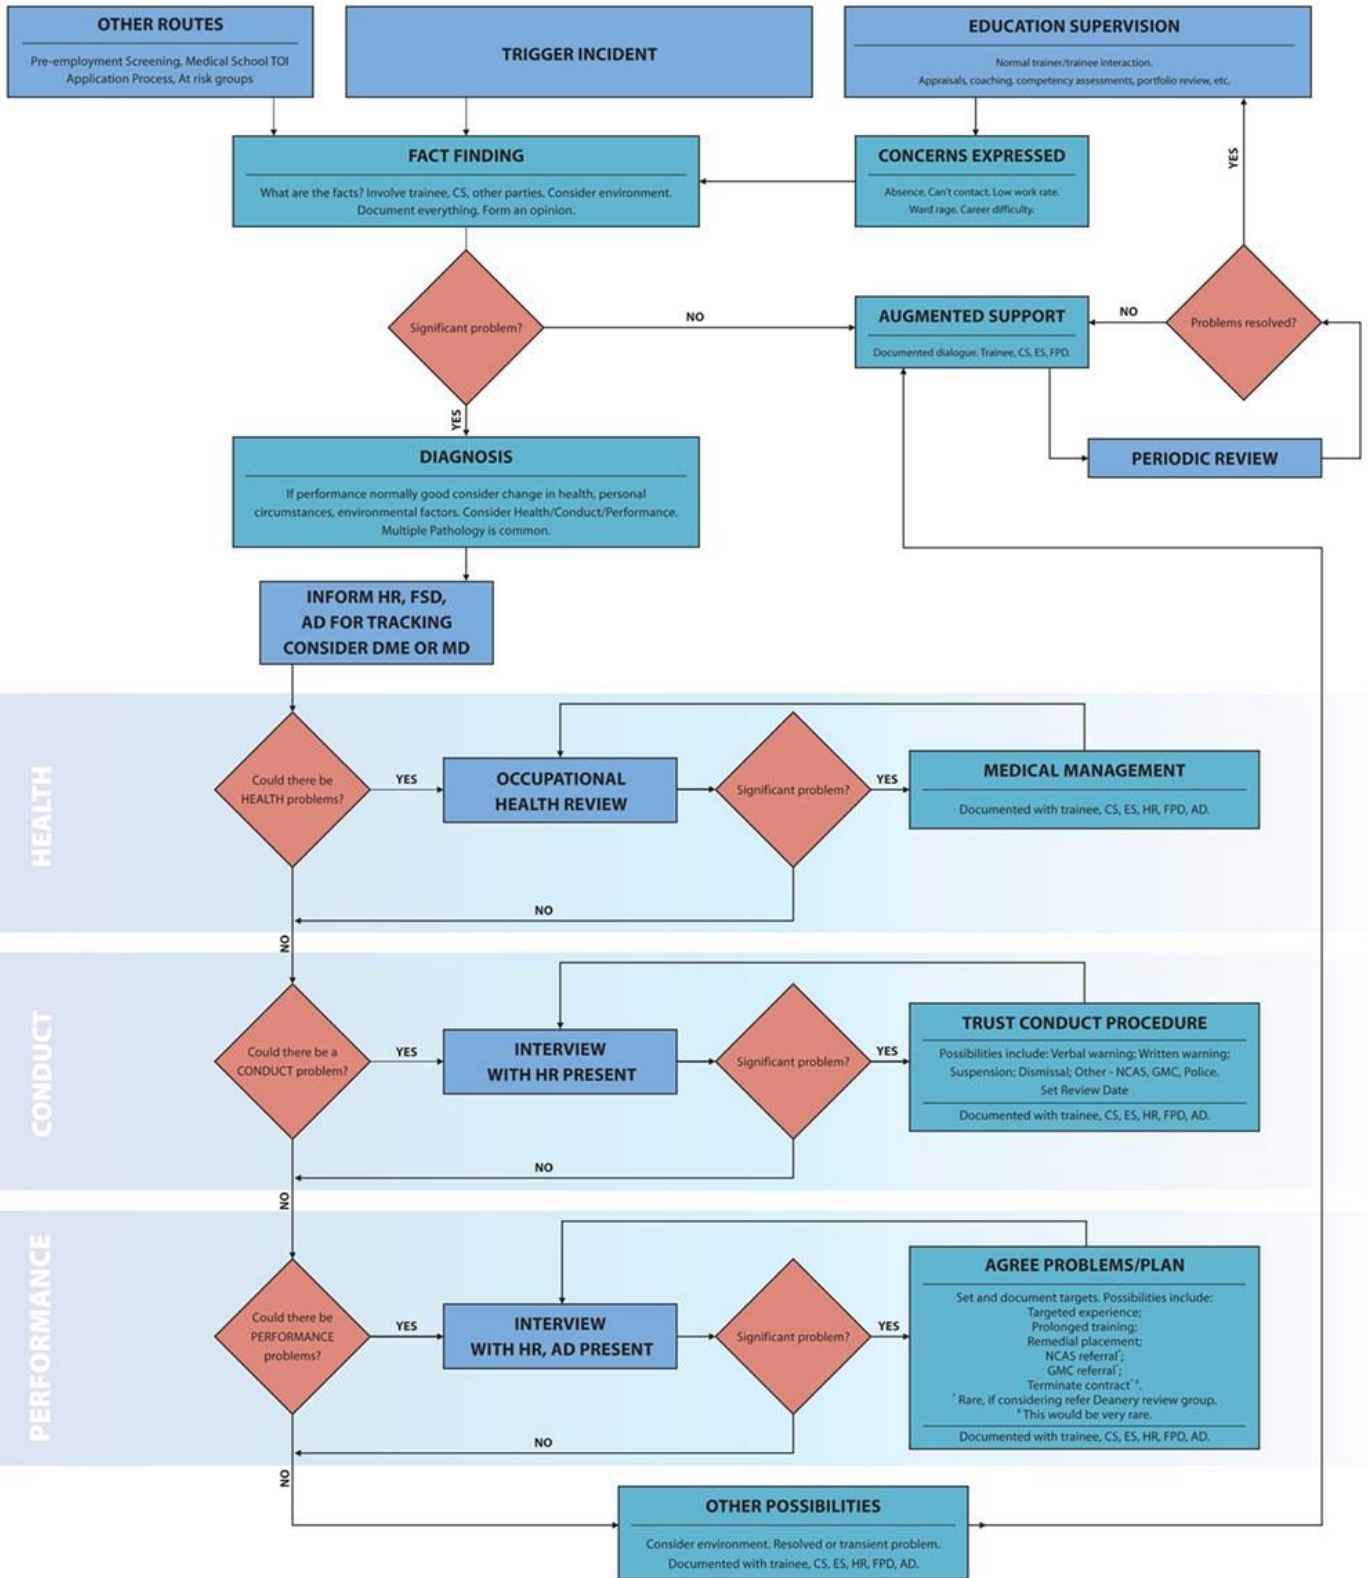 OTHER ROUTES
Pre-employment Screening, Medical School TOI
Application Process, At risk groups
TRIGGER INCIDENT
EDUCATION SUPERVISION
Normal trainer/trainee interaction.
Appraisals, coaching, competency assessments, portfolio review, etc.
FACT FINDING
What are the facts? Involve trainee, CS, other parties. Consider environment.
Document everything. Form an opinion.
CONCERNS EXPRESSED
Absence. Can't contact. Low work rate.
Ward rage. Career difficulty.
YES
Significant problem?
NO
AUGMENTED SUPPORT
Documented dialogue. Trainee, CS, ES, FPD.
NO
Problems resolved?
YES
DIAGNOSIS
If performance normally good consider change in health, personal
circumstances, environmental factors. Consider Health/Conduct/Performance.
Multiple Pathology is common.
PERIODIC REVIEW
INFORM HR, FSD,
AD FOR TRACKING
CONSIDER DME OR MD
HEALTH
Could there be
HEALTH problems?
YES
OCCUPATIONAL
HEALTH REVIEW
Significant problem?
YES
MEDICAL MANAGEMENT
Documented with trainee, CS, ES, HR, FPD, AD.
NO
NO
CONDUCT
Could there be a
CONDUCT problem?
YES
INTERVIEW
WITH HR PRESENT
Significant problem?
YES
TRUST CONDUCT PROCEDURE
Possibilities include: Verbal warning; Written warning;
Suspension; Dismissal; Other - NCAS, GMC, Police.
Set Review Date
Documented with trainee, CS, ES, HR, FPD, AD.
NO
NO
PERFORMANCE
Could there be
PERFORMANCE
problems?
YES
INTERVIEW
WITH HR, AD PRESENT
Significant problem?
YES
AGREE PROBLEMS/PLAN
Set and document targets. Possibilities include:
Targeted experience;
Prolonged training;
Remedial placement;
NCAS referral*;
GMC referral*;
Terminate contract*#.
* Rare, if considering refer Deanery review group.
# This would be very rare.
Documented with trainee, CS, ES, HR, FPD, AD.
NO
NO
OTHER POSSIBILITIES
Consider environment. Resolved or transient problem.
Documented with trainee, CS, ES, HR, FPD, AD.